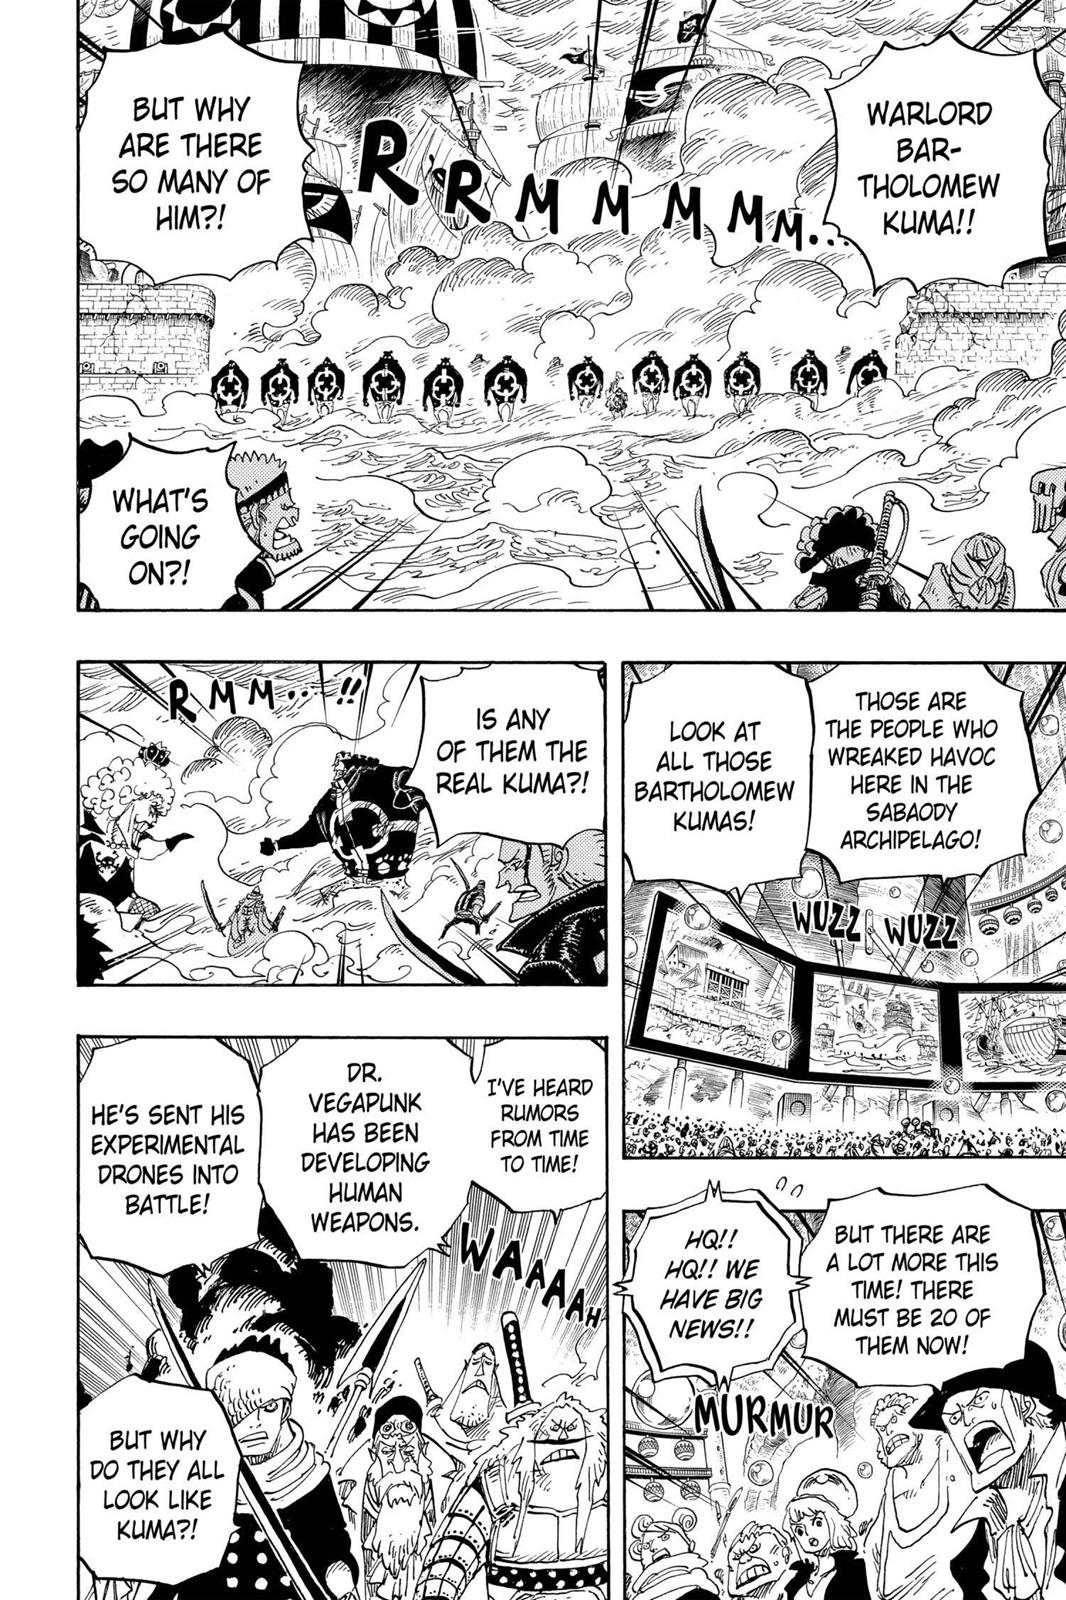 WARLORD
BAR-
THOLOMEW
KUMA!!
RRMMMMM...
BUT WHY
ARE THERE
SO MANY OF
HIM?!
WHAT'S
GOING
ON?!
THOSE ARE
THE PEOPLE WHO
WREAKED HAVOC
HERE IN THE
SABAODY
ARCHIPELAGO!
LOOK AT
ALL THOSE
BARTHOLOMEW
KUMAS!
WUZZ WUZZ
IS ANY
OF THEM THE
REAL KUMA?!
RMM...!!
BUT THERE ARE
A LOT MORE THIS
TIME! THERE
MUST BE 20 OF
THEM NOW!
HQ!!
HQ!! WE
HAVE BIG
NEWS!!
MURMUR
I'VE HEARD
RUMORS
FROM TIME
TO TIME!
DR.
VEGAPUNK
HAS BEEN
DEVELOPING
HUMAN
WEAPONS.
HE'S SENT HIS
EXPERIMENTAL
DRONES INTO
BATTLE!
WAAAAH
BUT WHY
DO THEY ALL
LOOK LIKE
KUMA?!